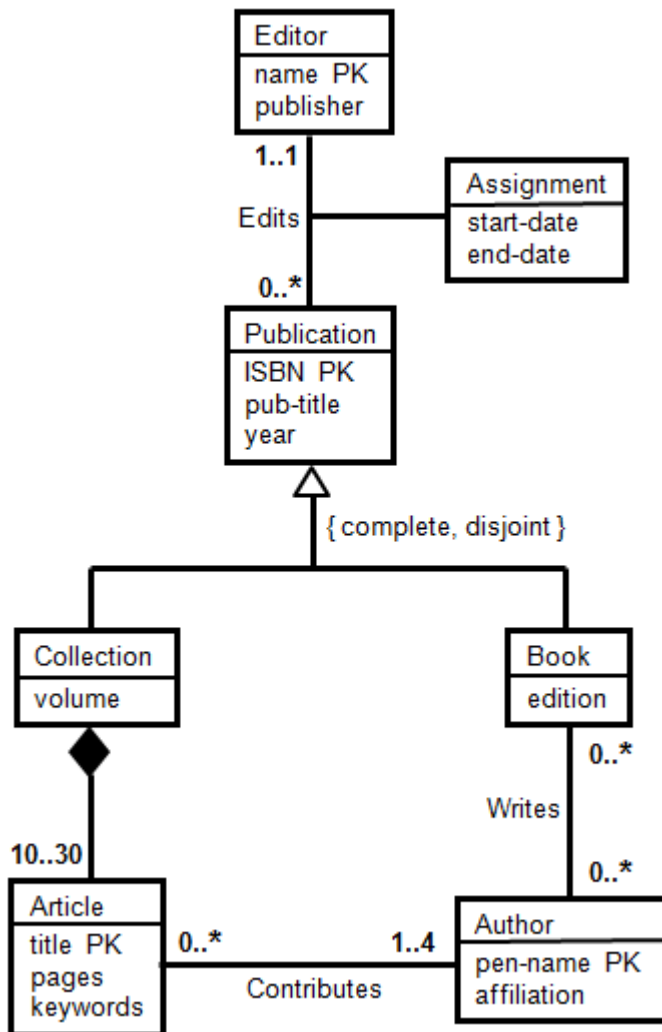 Editor
name PK
publisher
1..1
Assignment
start-date
end-date
Edits
0..*
Publication
ISBN PK
pub-title
year
{ complete, disjoint }
Collection
volume
Book
edition
0..*
Writes
10..30
0..*
Article
title PK
pages
keywords
0..*
1..4
Contributes
Author
pen-name PK
affiliation